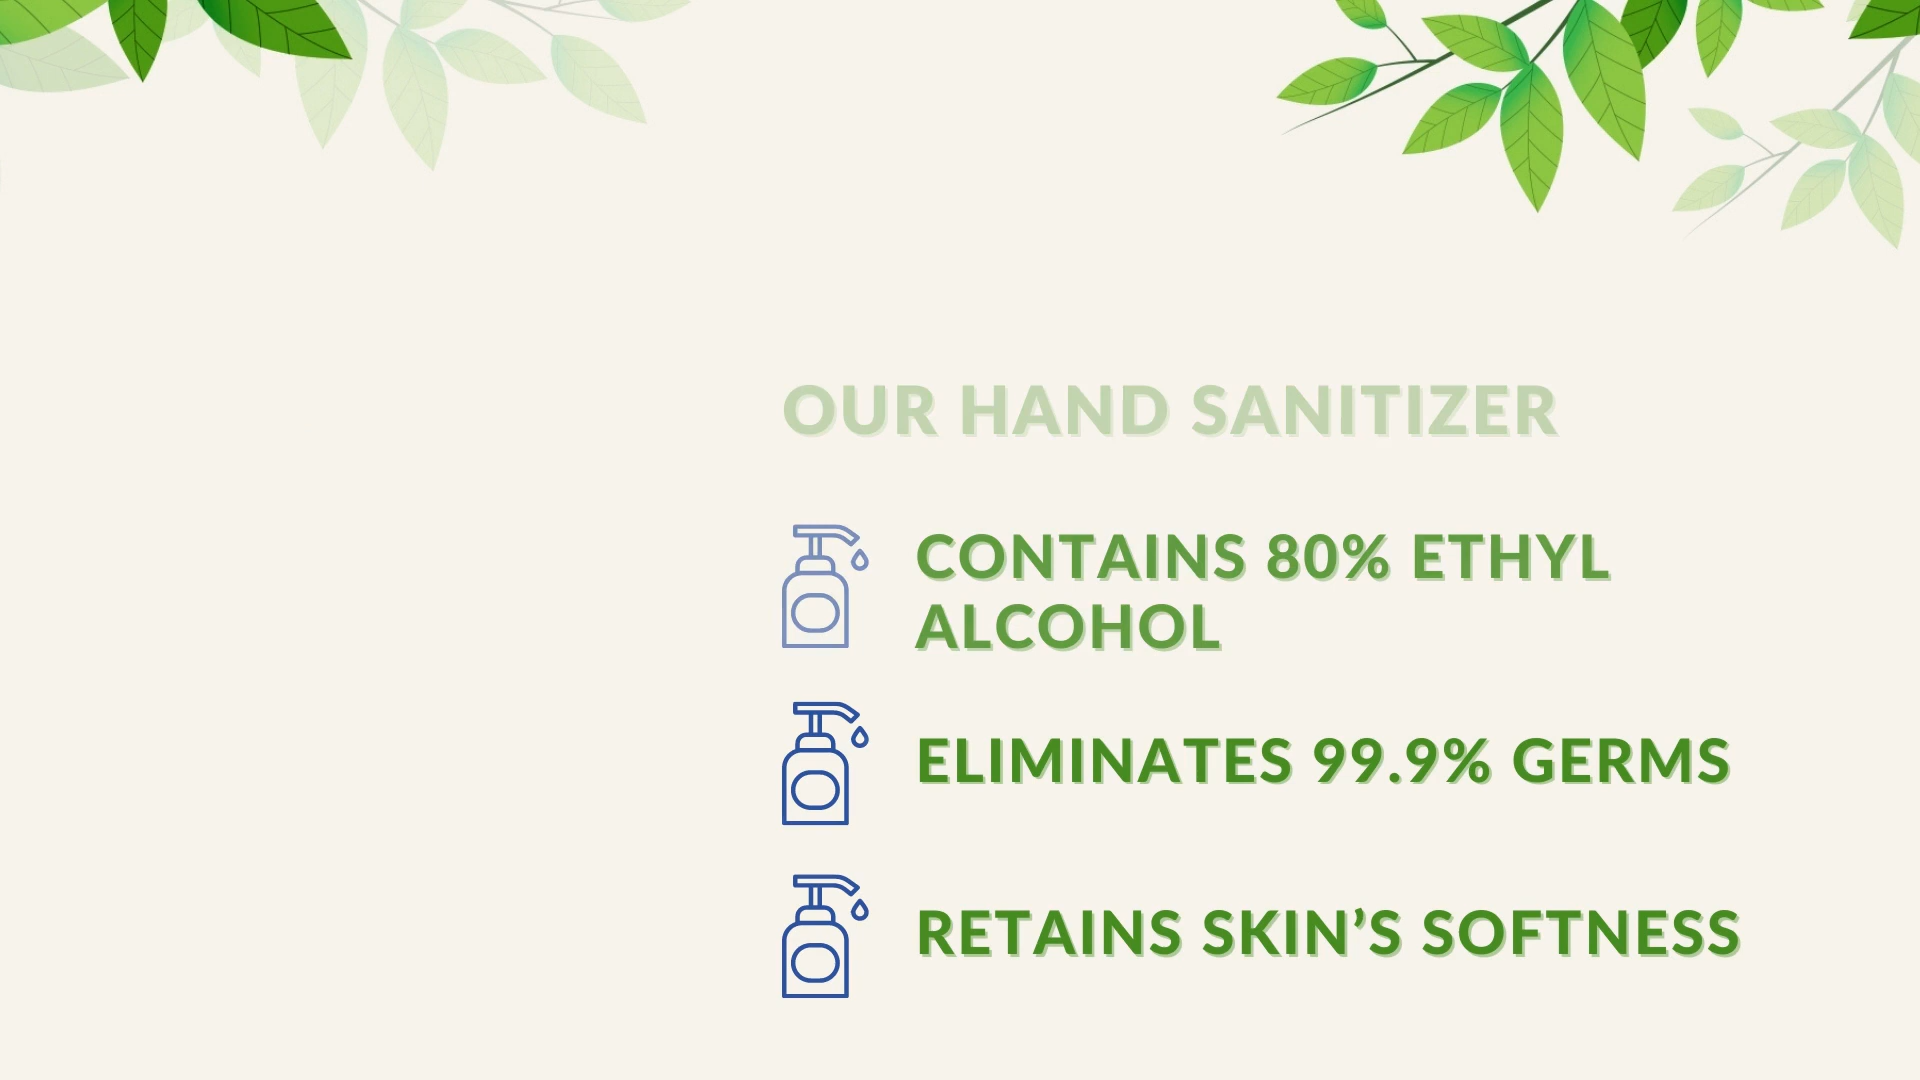 OUR HAND SANITIZER
CONTAINS 80% ETHYL
ALCOHOL
ELIMINATES 99.9% GERMS
RETAINS SKIN’S SOFTNESS